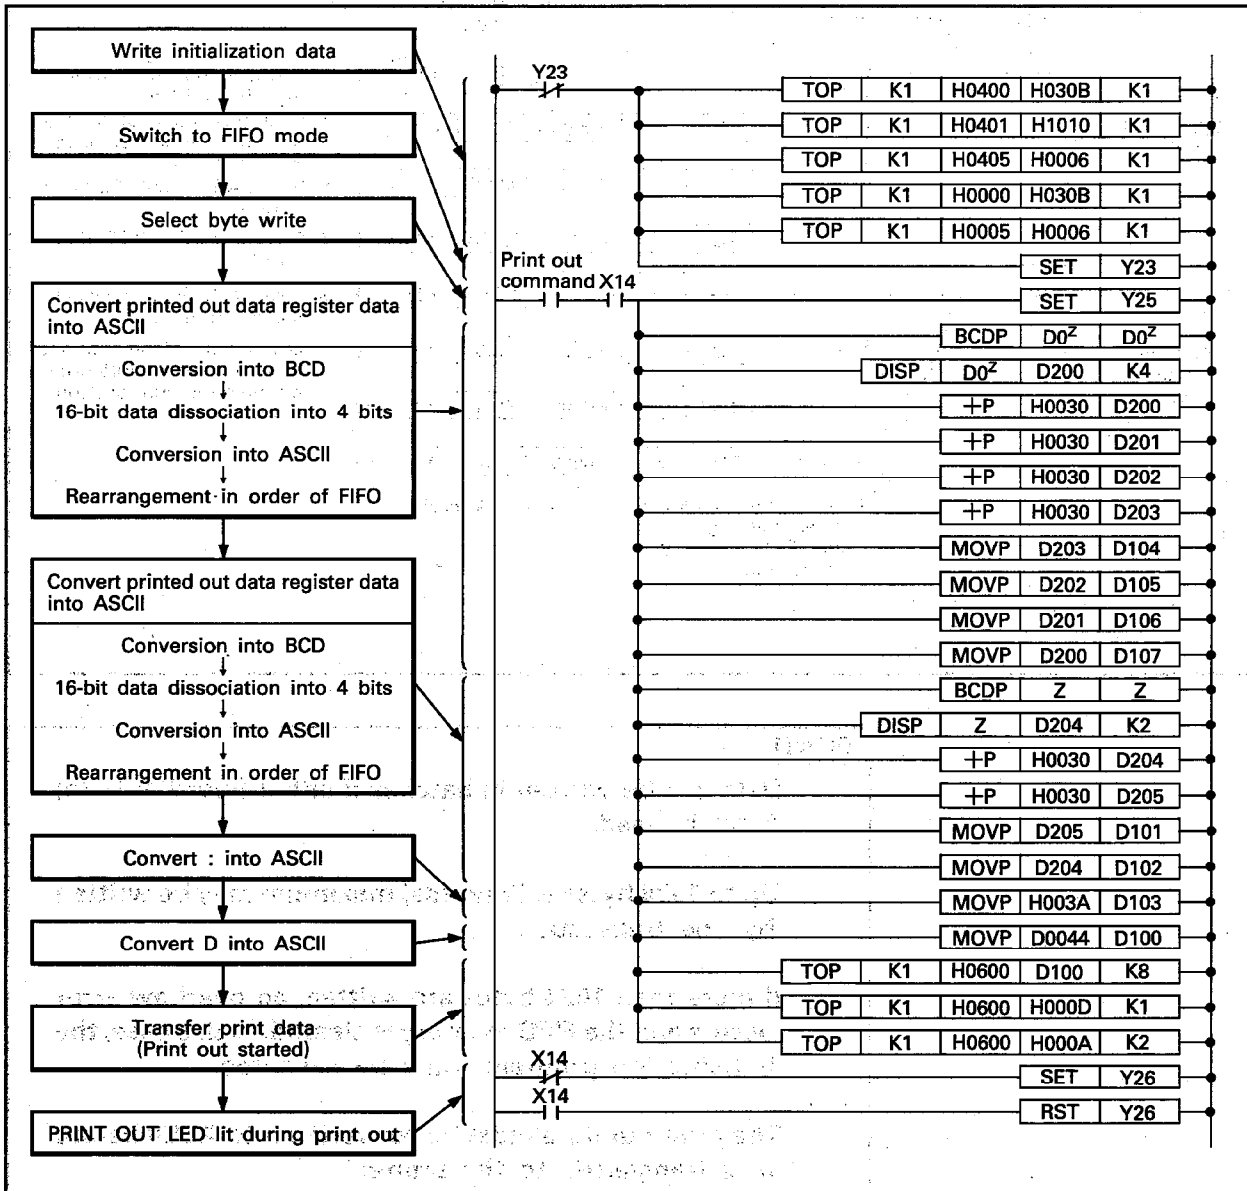 Write initialization data
Switch to FIFO mode
Select byte write
Convert printed out data register data
into ASCII
Conversion into BCD
16-bit data dissociation into 4 bits
Conversion into ASCII
Rearrangement in order of FIFO
Convert printed out data register data
into ASCII
Conversion into BCD
16-bit data dissociation into 4 bits
Conversion into ASCII
Rearrangement in order of FIFO
Convert : into ASCII
Convert D into ASCII
Transfer print data
(Print out started)
PRINT OUT LED lit during print out
Y23
TOP K1 H0400 H030B K1
TOP K1 H0401 H1010 K1
TOP K1 H0405 H0006 K1
TOP K1 H0000 H030B K1
TOP K1 H0005 H0006 K1
SET Y23
Print out
command X14
SET Y25
BCDP D0Z D0Z
DISP D0Z D200 K4
+P H0030 D200
+P H0030 D201
+P H0030 D202
+P H0030 D203
MOVP D203 D104
MOVP D202 D105
MOVP D201 D106
MOVP D200 D107
BCDP Z Z
DISP Z D204 K2
+P H0030 D204
+P H0030 D205
MOVP D205 D101
MOVP D204 D102
MOVP H003A D103
MOVP D0044 D100
TOP K1 H0600 D100 K8
TOP K1 H0600 H000D K1
TOP K1 H0600 H000A K2
X14
SET Y26
X14
RST Y26